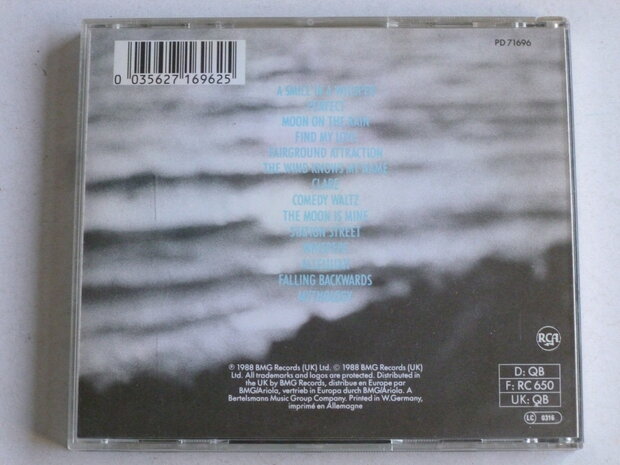 PD 71696
0 035627 169625
A SMILE IN A WHISPER
PERFECT
MOON ON THE RAIN
FIND MY LOVE
FAIRGROUND ATTRACTION
THE WIND KNOWS MY NAME
CLARE
COMEDY WALTZ
THE MOON IS MINE
STATION STREET
WHISPERS
ALLELUJAH
FALLING BACKWARDS
MYTHOLOGY
RCA
℗ 1988 BMG Records (UK) Ltd. © 1988 BMG Records (UK)
Ltd. All trademarks and logos are protected. Distributed in
the UK by BMG Records, distribue en Europe par
BMG/Ariola, vertrieb in Europa durch BMG/Ariola. A
Bertelsmann Music Group Company. Printed in W.Germany,
imprimé en Allemagne
D: QB
F: RC 650
UK: QB
LC 0316